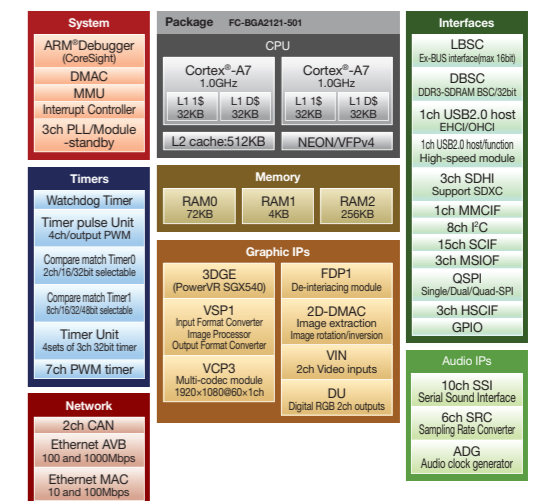 System
ARM®Debugger
(CoreSight)
DMAC
MMU
Interrupt Controller
3ch PLL/Module
-standby
Timers
Watchdog Timer
Timer pulse Unit
4ch/output PWM
Compare match Timer0
2ch/16/32bit selectable
Compare match Timer1
8ch/16/32/48bit selectable
Timer Unit
4sets of 3ch 32bit timer
7ch PWM timer
Network
2ch CAN
Ethernet AVB
100 and 1000Mbps
Ethernet MAC
10 and 100Mbps
Package FC-BGA2121-501
CPU
Cortex®-A7
1.0GHz
L1 1$
32KB
L1 D$
32KB
Cortex®-A7
1.0GHz
L1 1$
32KB
L1 D$
32KB
L2 cache:512KB
NEON/VFPv4
Memory
RAM0
72KB
RAM1
4KB
RAM2
256KB
Graphic IPs
3DGE
(PowerVR SGX540)
VSP1
Input Format Converter
Image Processor
Output Format Converter
VCP3
Multi-codec module
1920×1080@60×1ch
FDP1
De-interiacing module
2D-DMAC
Image extraction
Image rotation/inversion
VIN
2ch Video inputs
DU
Digital RGB 2ch outputs
Interfaces
LBSC
Ex-BUS interface(max 16bit)
DBSC
DDR3-SDRAM BSC/32bit
1ch USB2.0 host
EHCI/OHCI
1ch USB2.0 host/function
High-speed module
3ch SDHI
Support SDXC
1ch MMCIF
8ch I²C
15ch SCIF
3ch MSIOF
QSPI
Single/Dual/Quad-SPI
3ch HSCIF
GPIO
Audio IPs
10ch SSI
Serial Sound Interface
6ch SRC
Sampling Rate Converter
ADG
Audio clock generator